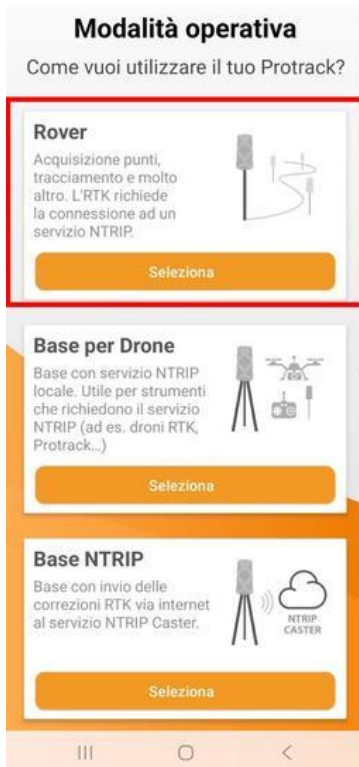 Modalità operativa
Come vuoi utilizzare il tuo Protrack?
Rover
Acquisizione punti,
tracciamento e molto
altro. L'RTK richiede
la connessione ad un
servizio NTRIP.
Seleziona
Base per Drone
Base con servizio NTRIP
locale. Utile per strumenti
che richiedono il servizio
NTRIP (ad es. droni RTK,
Protrack...)
Seleziona
Base NTRIP
Base con invio delle
correzioni RTK via internet
al servizio NTRIP Caster.
NTRIP
CASTER
Seleziona